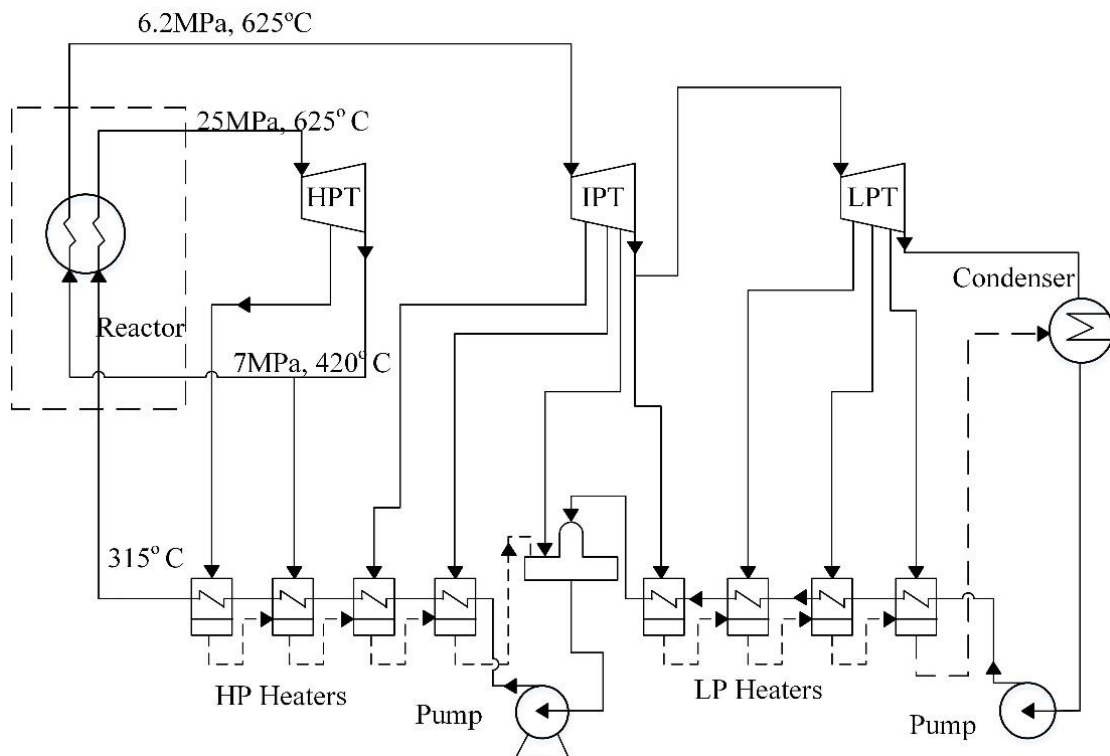 6.2MPa, 625°C
25MPa, 625° C
HPT
IPT
LPT
Condenser
Reactor
7MPa, 420° C
315° C
HP Heaters
Pump
LP Heaters
Pump